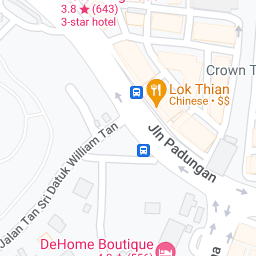 3.8 ★ (643)
3-star hotel
Crown T
Lok Thian
Chinese • $$
Jln Padungan
Jalan Tan Sri Datuk William Tan
DeHome Boutique